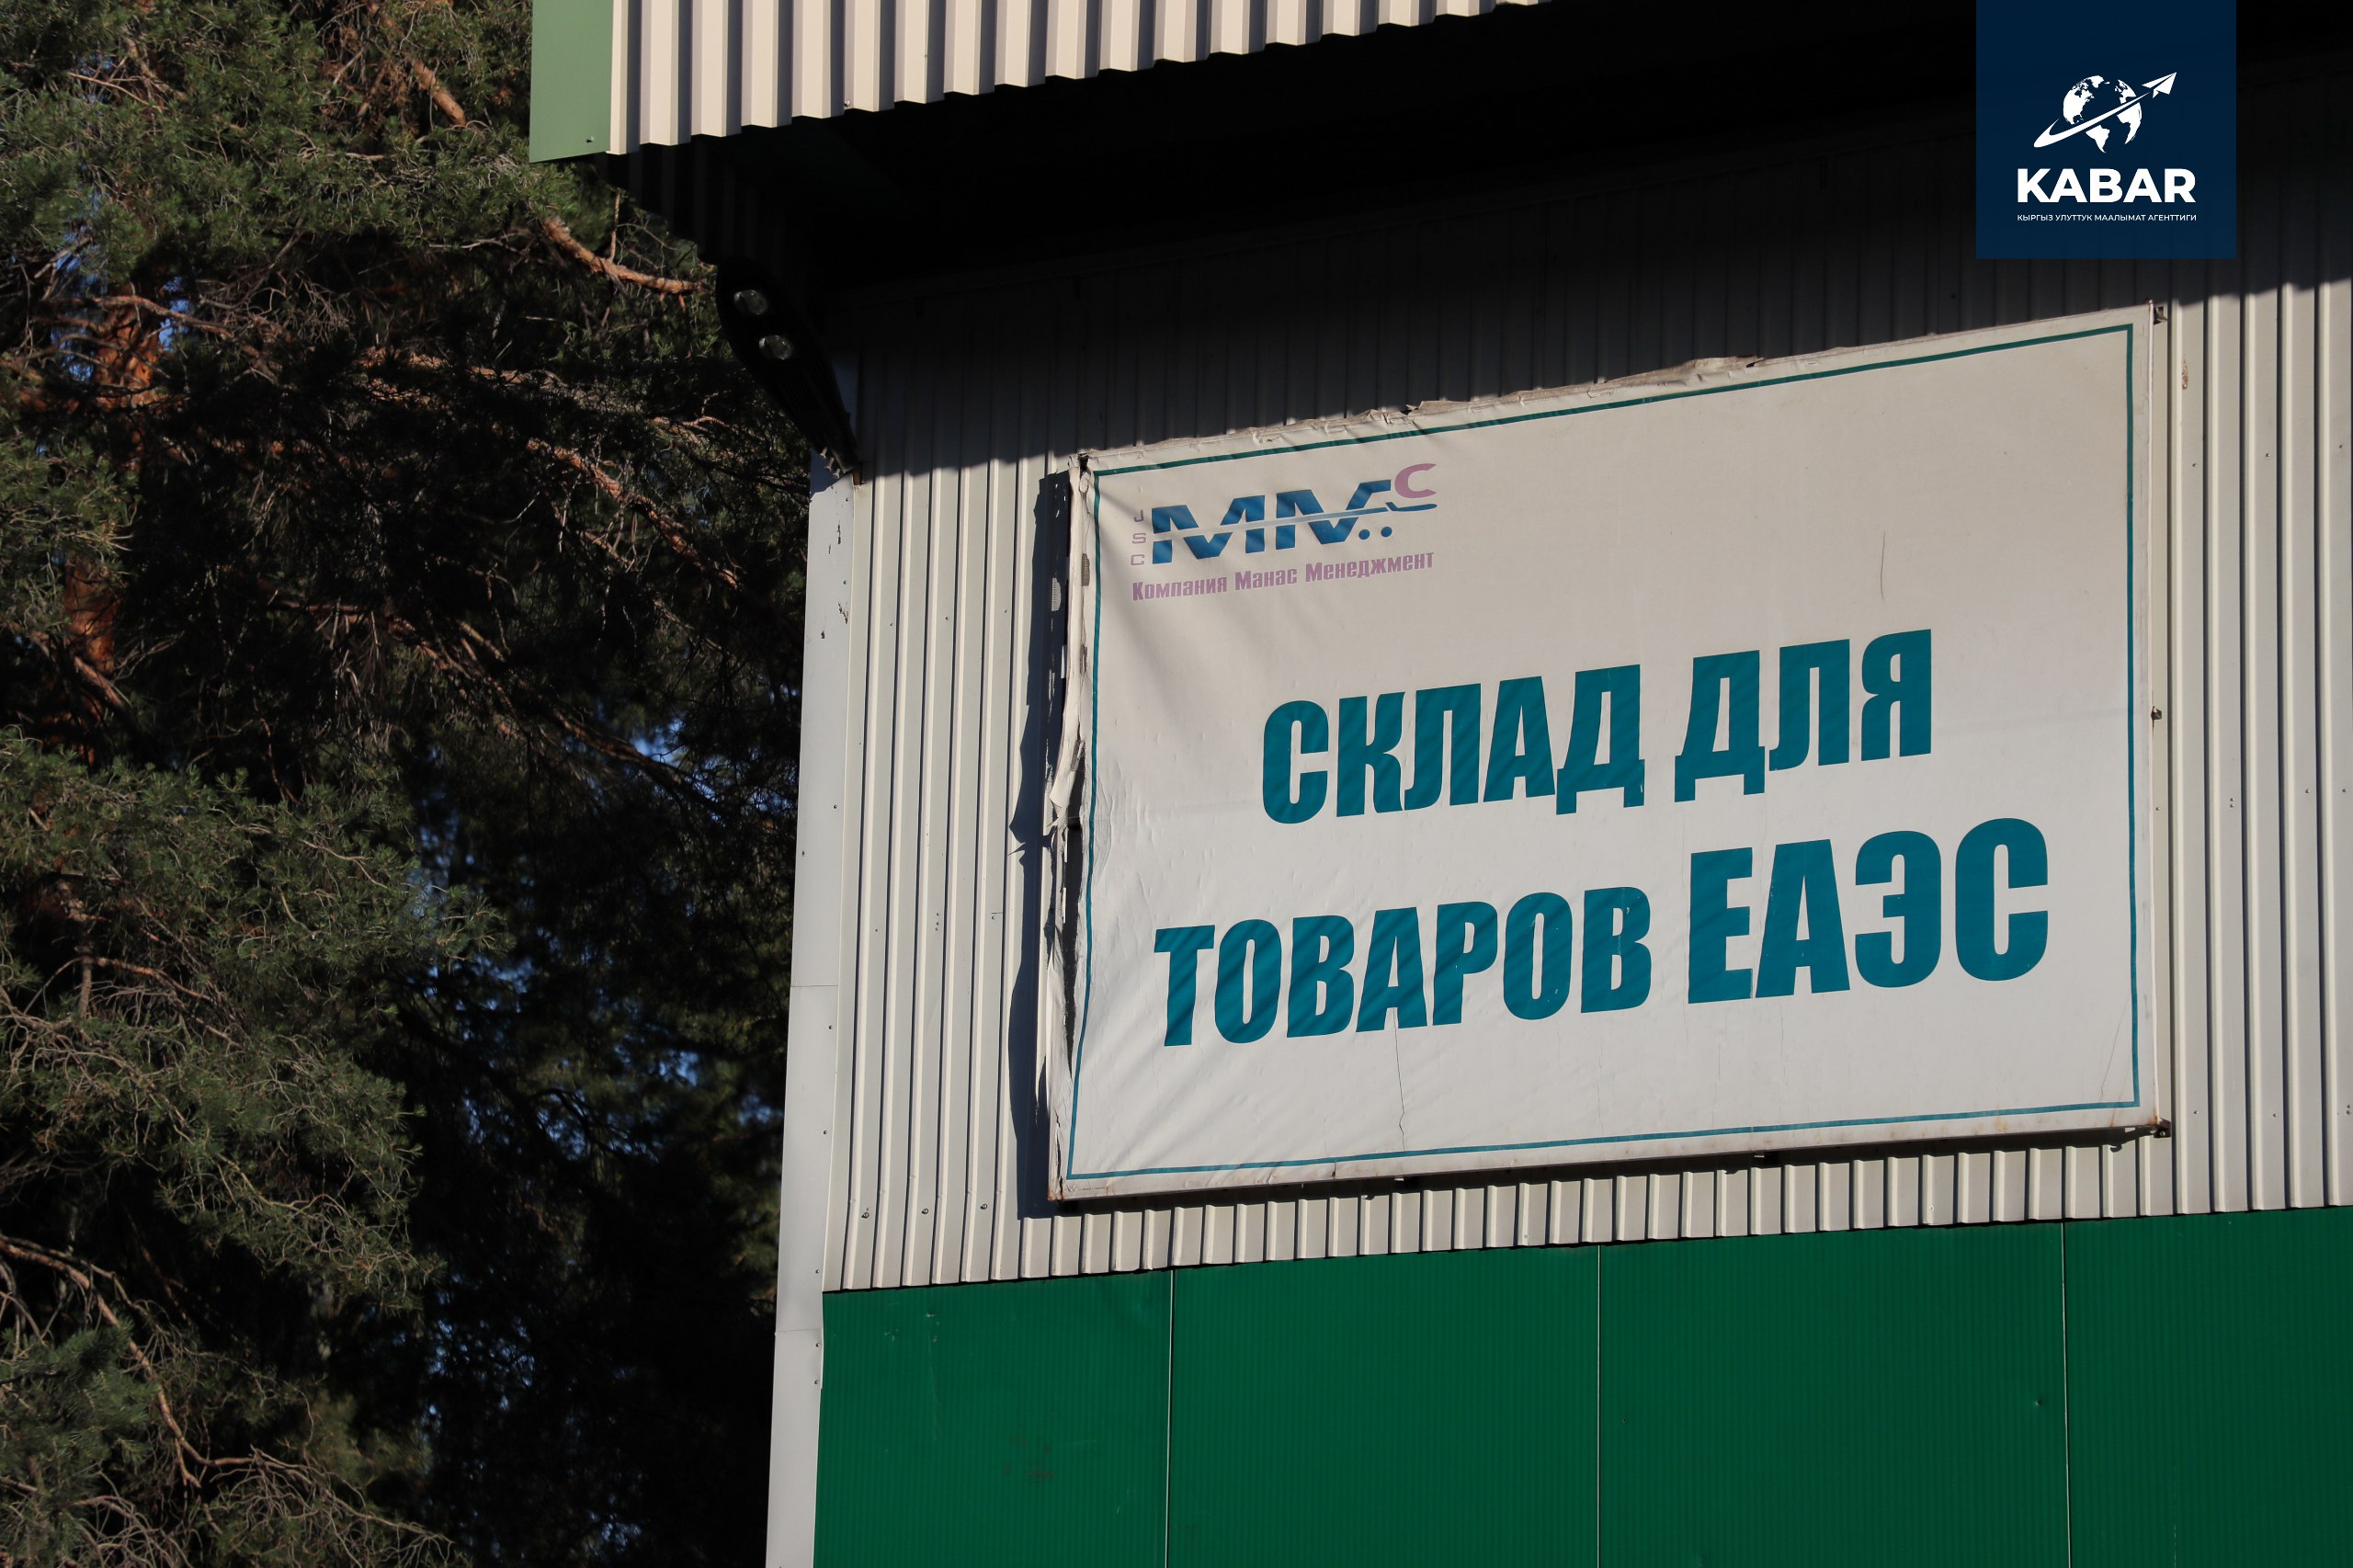 KABAR
КЫРГЫЗ УЛУТТУК МААЛЫМАТ АГЕНТТИГИ
JSC MMC
Компания Манас Менеджмент
СКЛАД ДЛЯ
ТОВАРОВ ЕАЭС